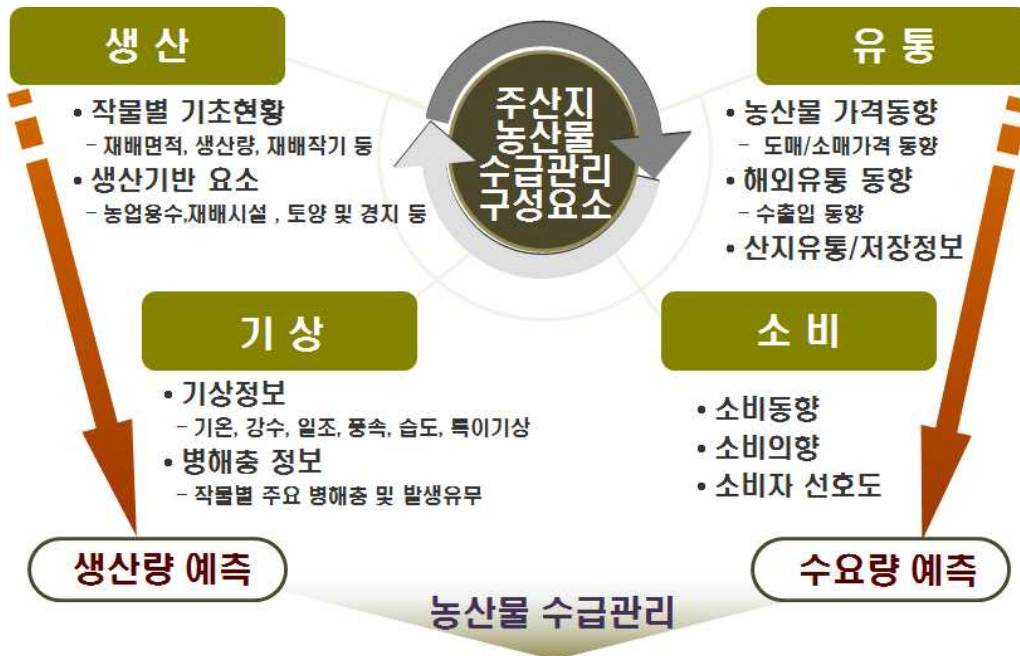 생 산
• 작물별 기초현황
– 재배면적, 생산량, 재배작기 등
• 생산기반 요소
– 농업용수,재배시설 , 토양 및 경지 등
주산지
농산물
수급관리
구성요소
유 통
• 농산물 가격동향
– 도매/소매가격 동향
• 해외유통 동향
– 수출입 동향
• 산지유통/저장정보
기 상
• 기상정보
– 기온, 강수, 일조, 풍속, 습도, 특이기상
• 병해충 정보
– 작물별 주요 병해충 및 발생유무
소 비
• 소비동향
• 소비의향
• 소비자 선호도
생산량 예측
수요량 예측
농산물 수급관리